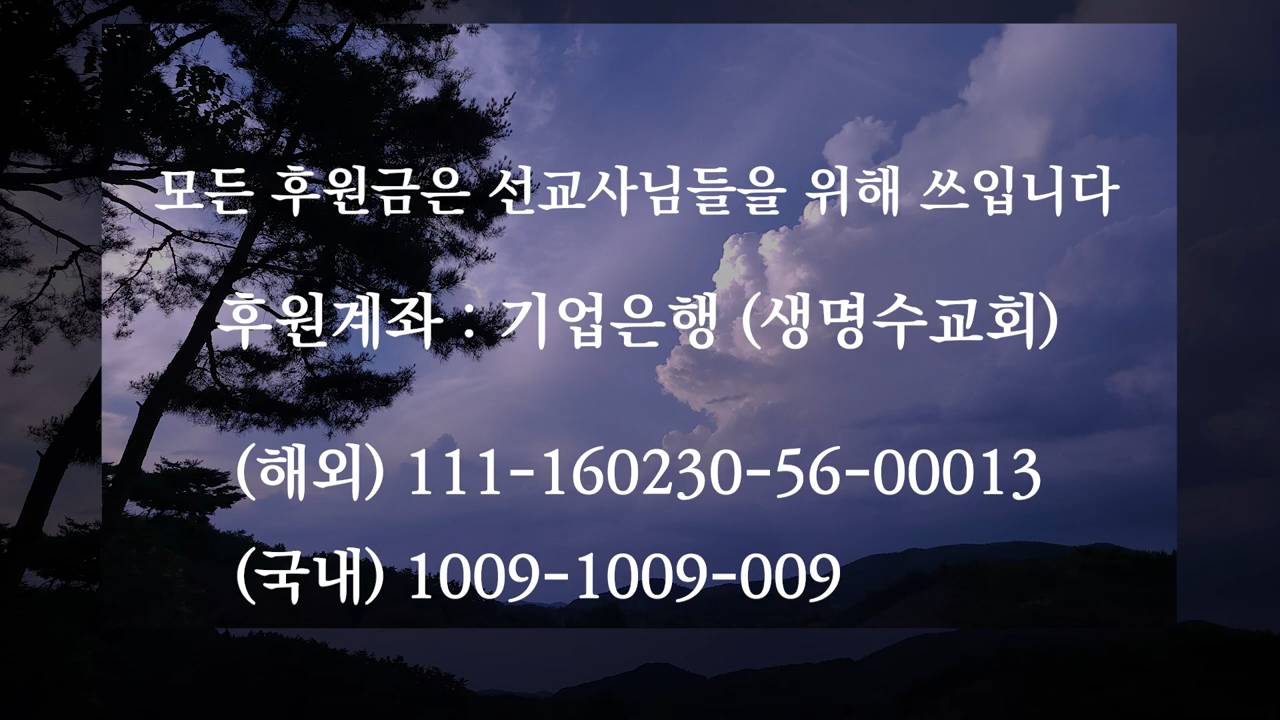 모든 후원금은 선교사님들을 위해 쓰입니다
후원계좌 : 기업은행 (생명수교회)
(해외) 111-160230-56-00013
(국내) 1009-1009-009